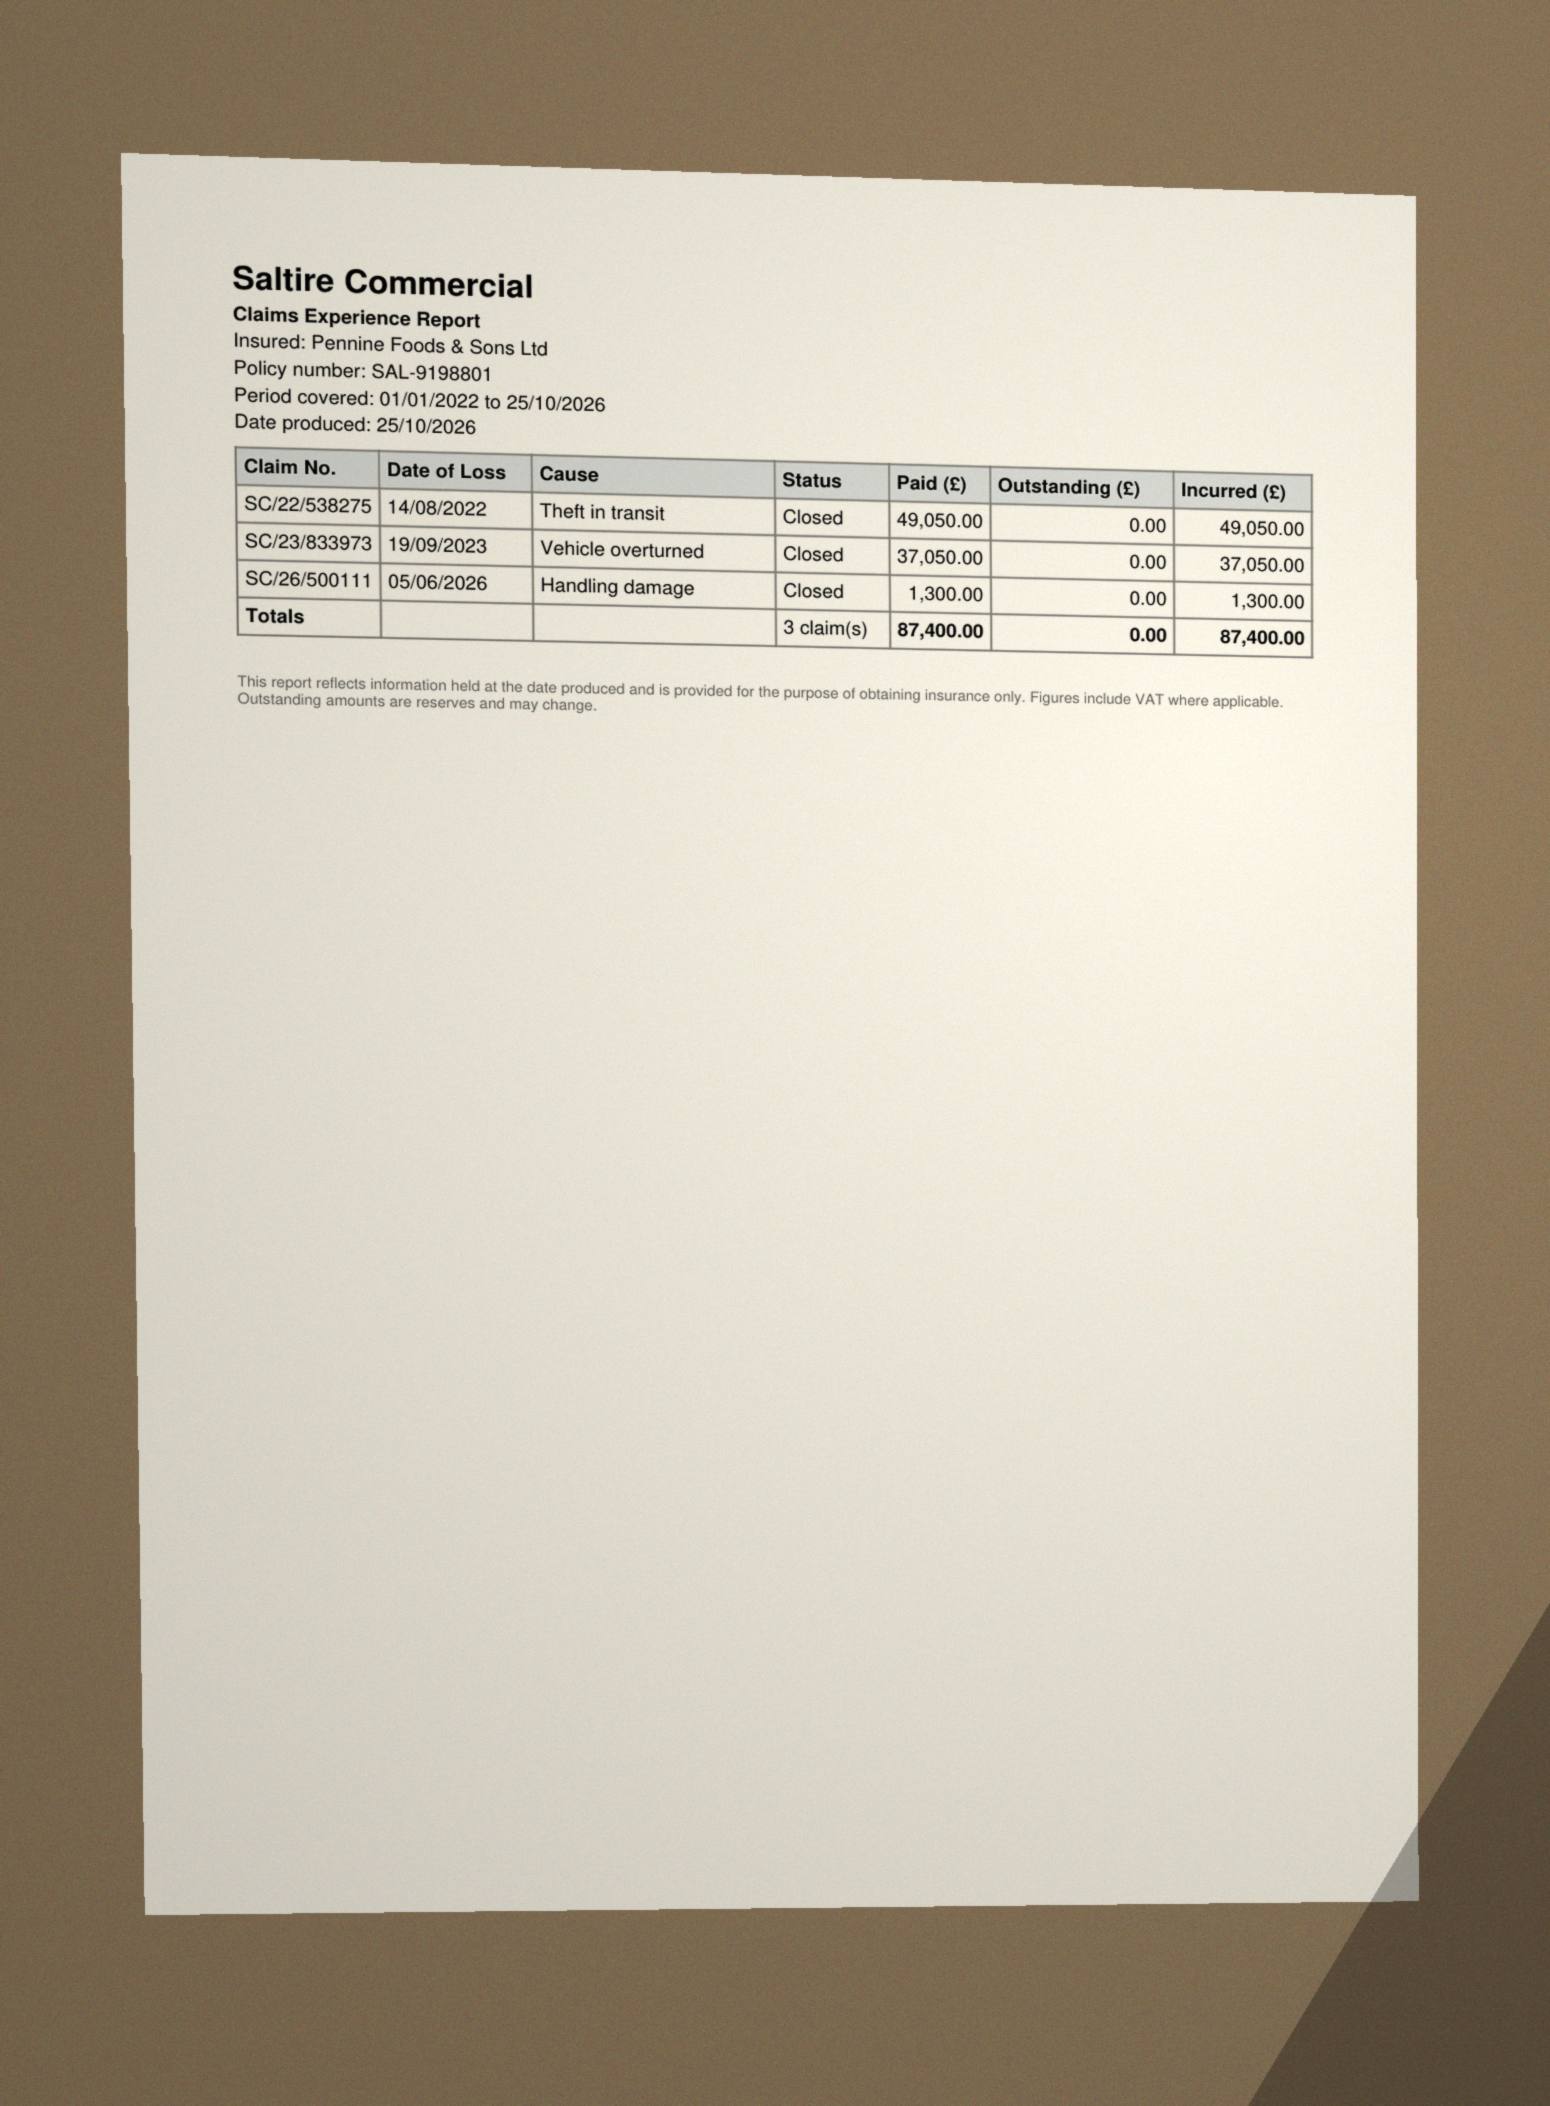 Saltire Commercial
Claims Experience Report
Insured: Pennine Foods & Sons Ltd
Policy number: SAL-9198801
Period covered: 01/01/2022 to 25/10/2026
Date produced: 25/10/2026
Claim No. Date of Loss Cause Status Paid (£) Outstanding (£) Incurred (£)
SC/22/538275 14/08/2022 Theft in transit Closed 49,050.00 0.00 49,050.00
SC/23/833973 19/09/2023 Vehicle overturned Closed 37,050.00 0.00 37,050.00
SC/26/500111 05/06/2026 Handling damage Closed 1,300.00 0.00 1,300.00
Totals 3 claim(s) 87,400.00 0.00 87,400.00
This report reflects information held at the date produced and is provided for the purpose of obtaining insurance only. Figures include VAT where applicable.
Outstanding amounts are reserves and may change.